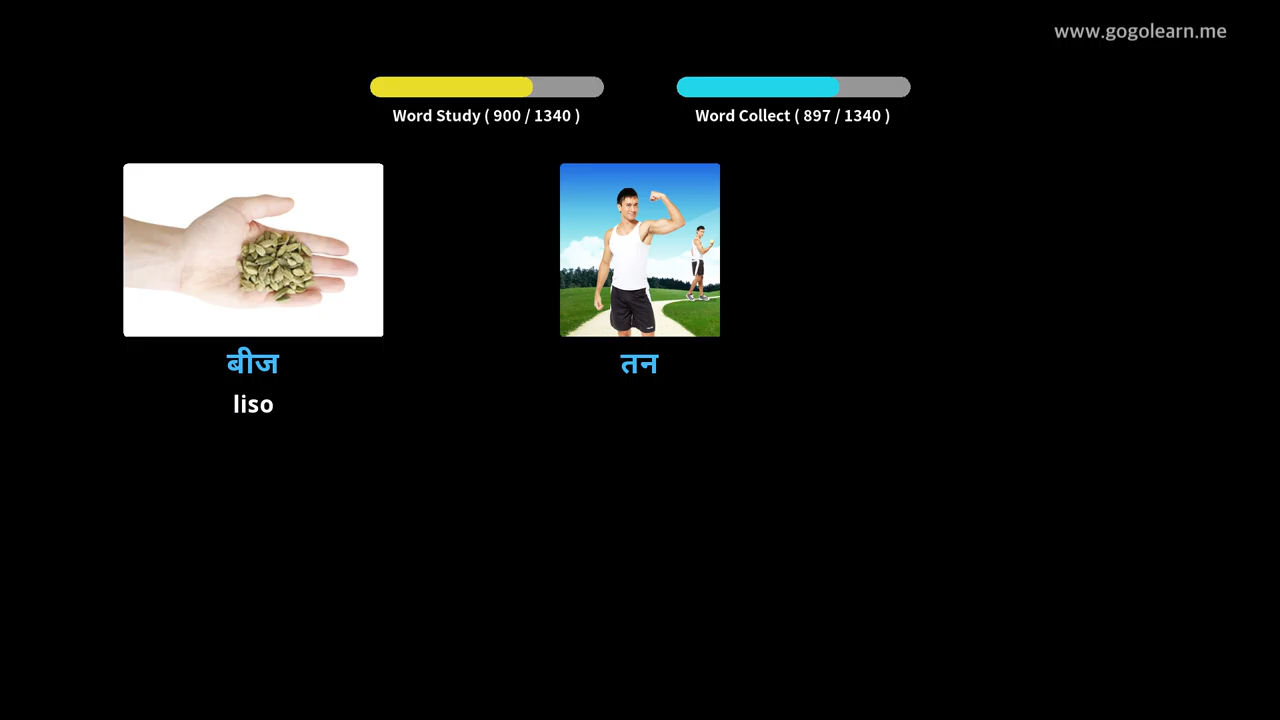 www.gogolearn.me
Word Study ( 900 / 1340 )
Word Collect ( 897 / 1340 )
बीज
liso
तन